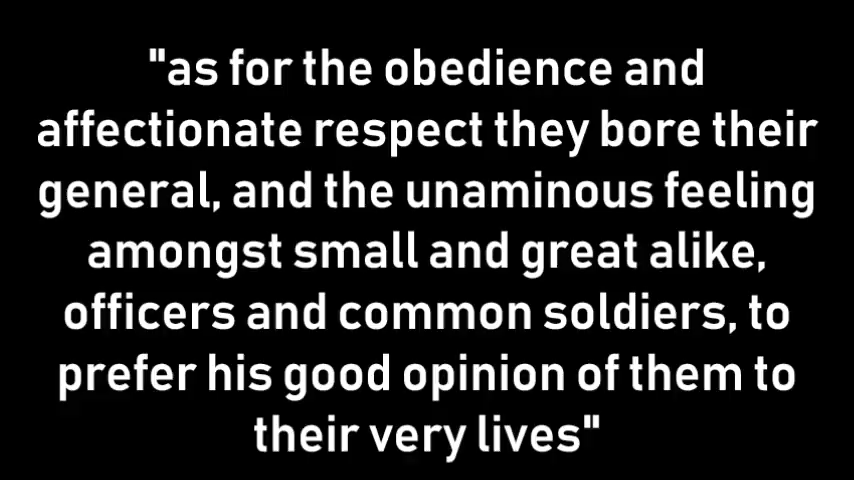 "as for the obedience and
affectionate respect they bore their
general, and the unaminous feeling
amongst small and great alike,
officers and common soldiers, to
prefer his good opinion of them to
their very lives"